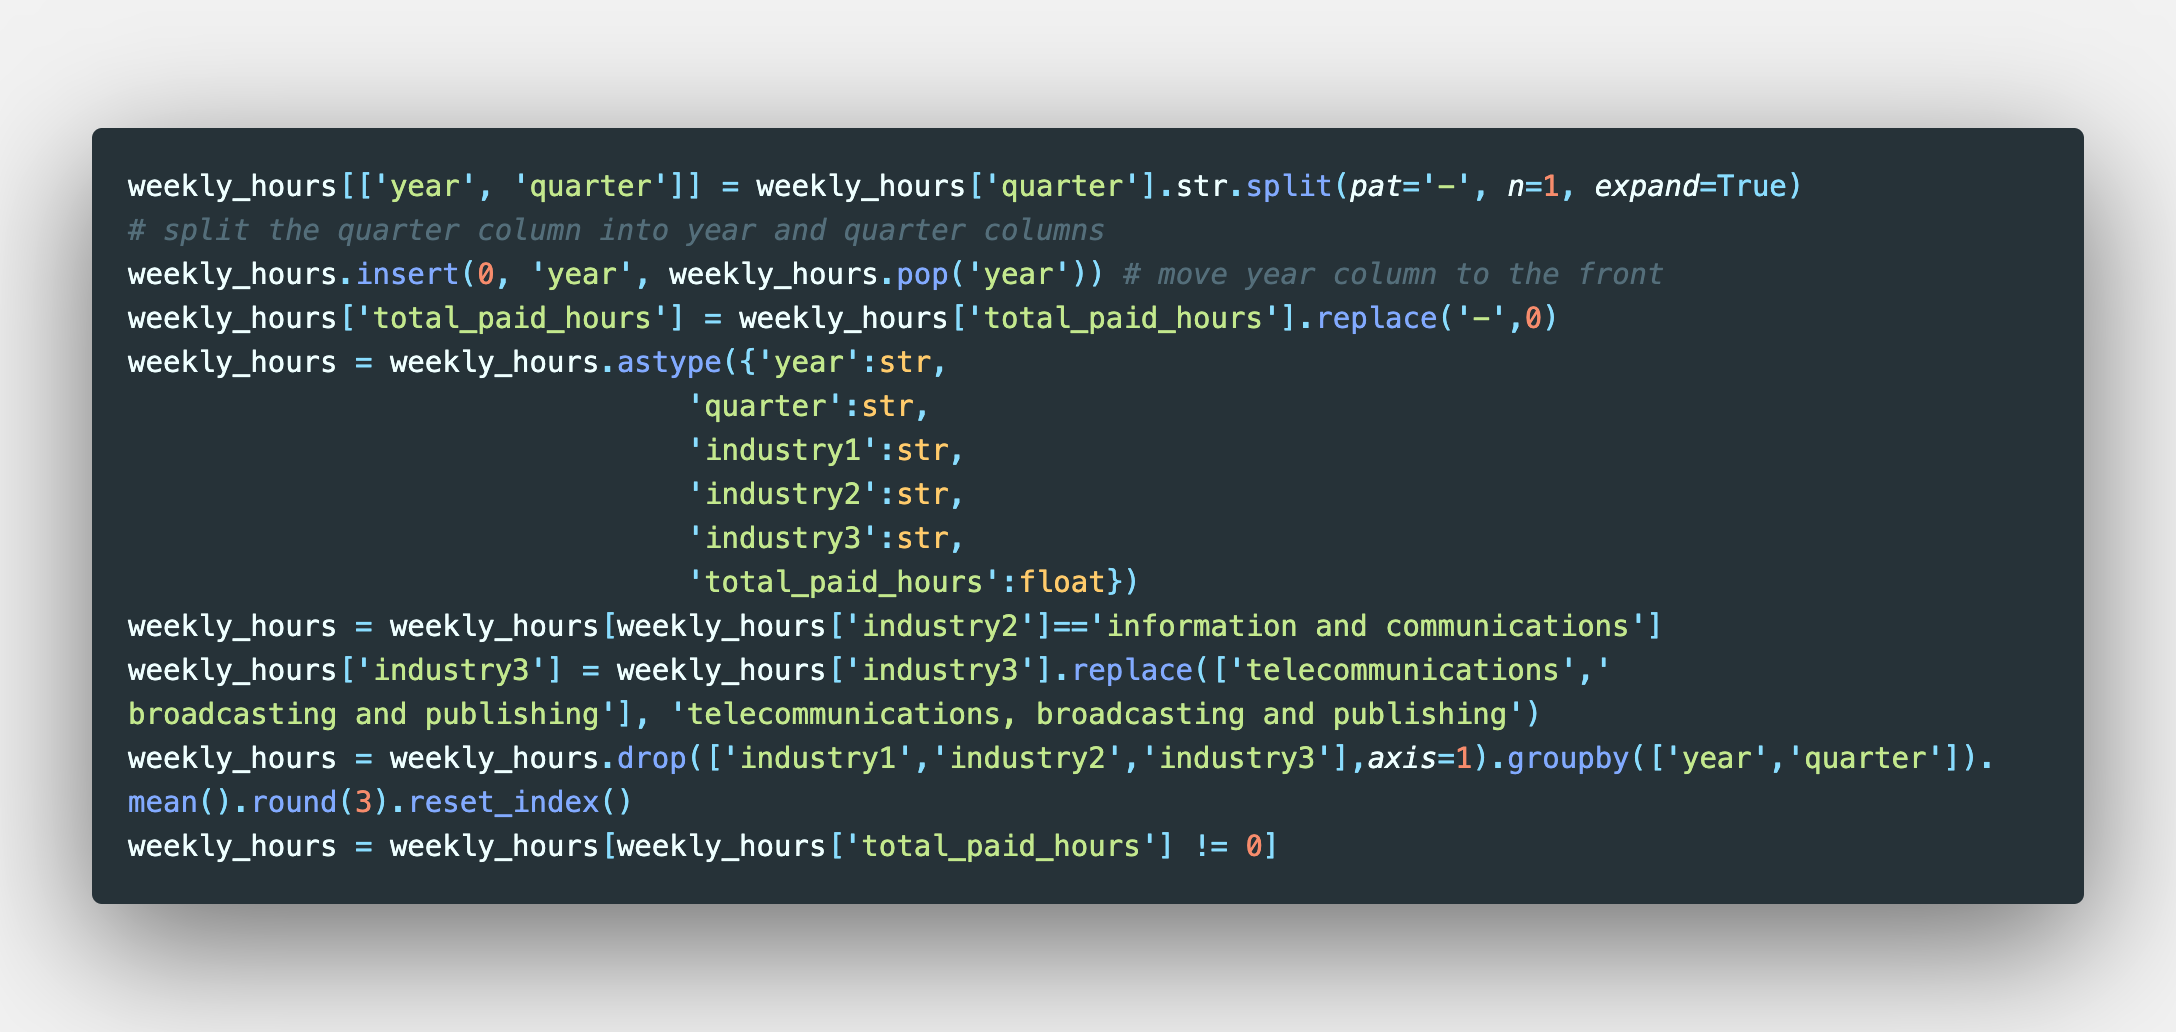 weekly_hours[['year', 'quarter']] = weekly_hours['quarter'].str.split(pat='-', n=1, expand=True)
# split the quarter column into year and quarter columns
weekly_hours.insert(0, 'year', weekly_hours.pop('year')) # move year column to the front
weekly_hours['total_paid_hours'] = weekly_hours['total_paid_hours'].replace('-',0)
weekly_hours = weekly_hours.astype({'year':str,
                                'quarter':str,
                                'industry1':str,
                                'industry2':str,
                                'industry3':str,
                                'total_paid_hours':float})
weekly_hours = weekly_hours[weekly_hours['industry2']=='information and communications']
weekly_hours['industry3'] = weekly_hours['industry3'].replace(['telecommunications','
broadcasting and publishing'], 'telecommunications, broadcasting and publishing')
weekly_hours = weekly_hours.drop(['industry1','industry2','industry3'],axis=1).groupby(['year','quarter']).
mean().round(3).reset_index()
weekly_hours = weekly_hours[weekly_hours['total_paid_hours'] != 0]